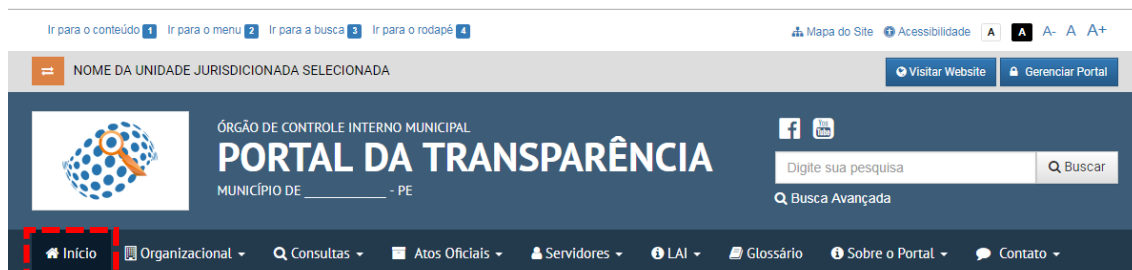 Ir para o conteúdo 1 Ir para o menu 2 Ir para a busca 3 Ir para o rodapé 4 Mapa do Site Acessibilidade A A A- A A+
NOME DA UNIDADE JURISDICIONADA SELECIONADA Visitar Website Gerenciar Portal
ÓRGÃO DE CONTROLE INTERNO MUNICIPAL
PORTAL DA TRANSPARÊNCIA
MUNICÍPIO DE __________ - PE
f You Tube
Digite sua pesquisa Buscar
Busca Avançada
Início Organizacional Consultas Atos Oficiais Servidores LAI Glossário Sobre o Portal Contato